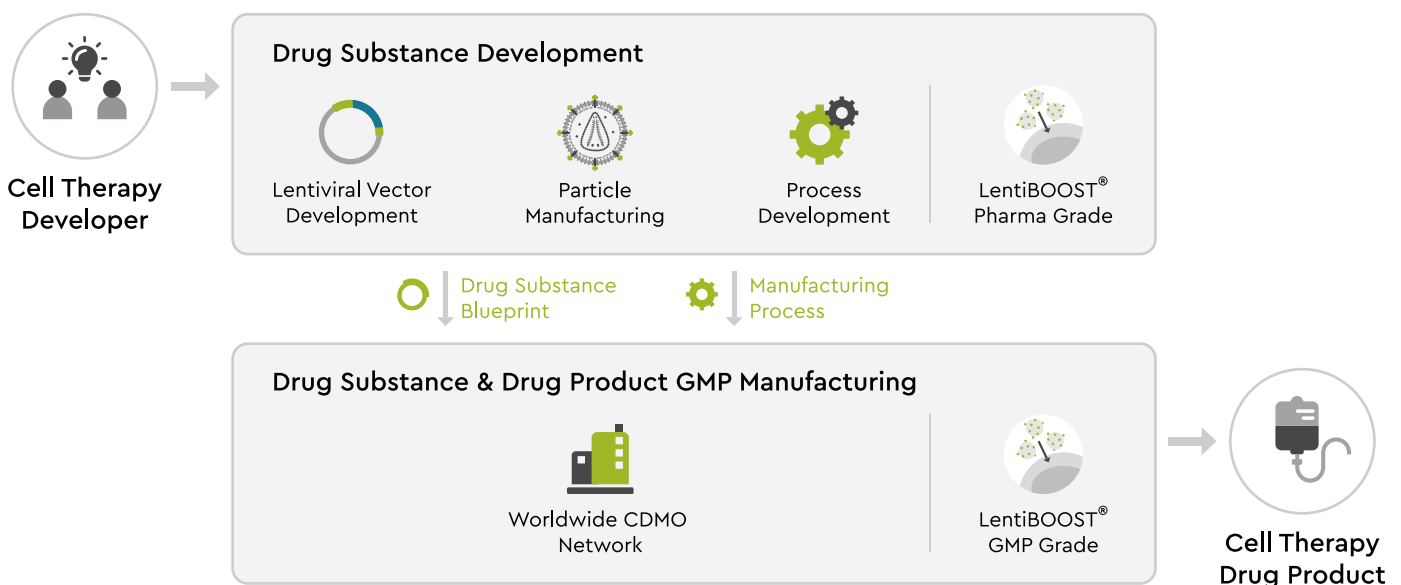 Cell Therapy
Developer
Drug Substance Development
Lentiviral Vector
Development
Particle
Manufacturing
Process
Development
LentiBOOST®
Pharma Grade
Drug Substance
Blueprint
Manufacturing
Process
Drug Substance & Drug Product GMP Manufacturing
Worldwide CDMO
Network
LentiBOOST®
GMP Grade
Cell Therapy
Drug Product